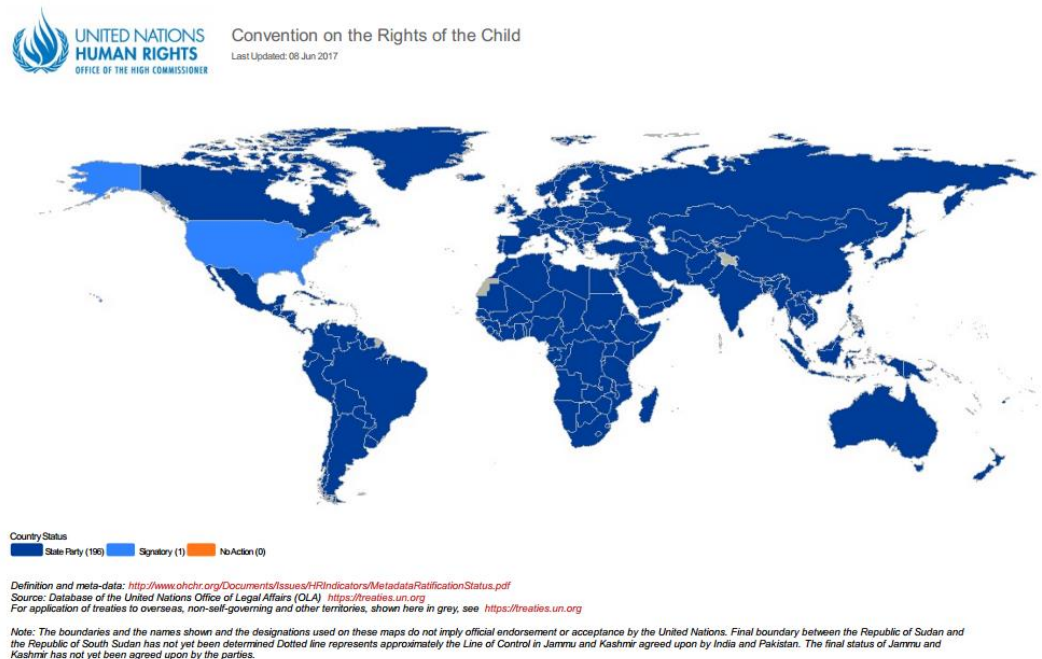 UNITED NATIONS
HUMAN RIGHTS
OFFICE OF THE HIGH COMMISSIONER
Convention on the Rights of the Child
Last Updated: 08 Jun 2017
Country Status
State Party (196) Signatory (1) No Action (0)
Definition and meta-data: http://www.ohchr.org/Documents/Issues/HRIndicators/MetadataRatificationStatus.pdf
Source: Database of the United Nations Office of Legal Affairs (OLA) https://treaties.un.org
For application of treaties to overseas, non-self-governing and other territories, shown here in grey, see https://treaties.un.org
Note: The boundaries and the names shown and the designations used on these maps do not imply official endorsement or acceptance by the United Nations. Final boundary between the Republic of Sudan and
the Republic of South Sudan has not yet been determined Dotted line represents approximately the Line of Control in Jammu and Kashmir agreed upon by India and Pakistan. The final status of Jammu and
Kashmir has not yet been agreed upon by the parties.